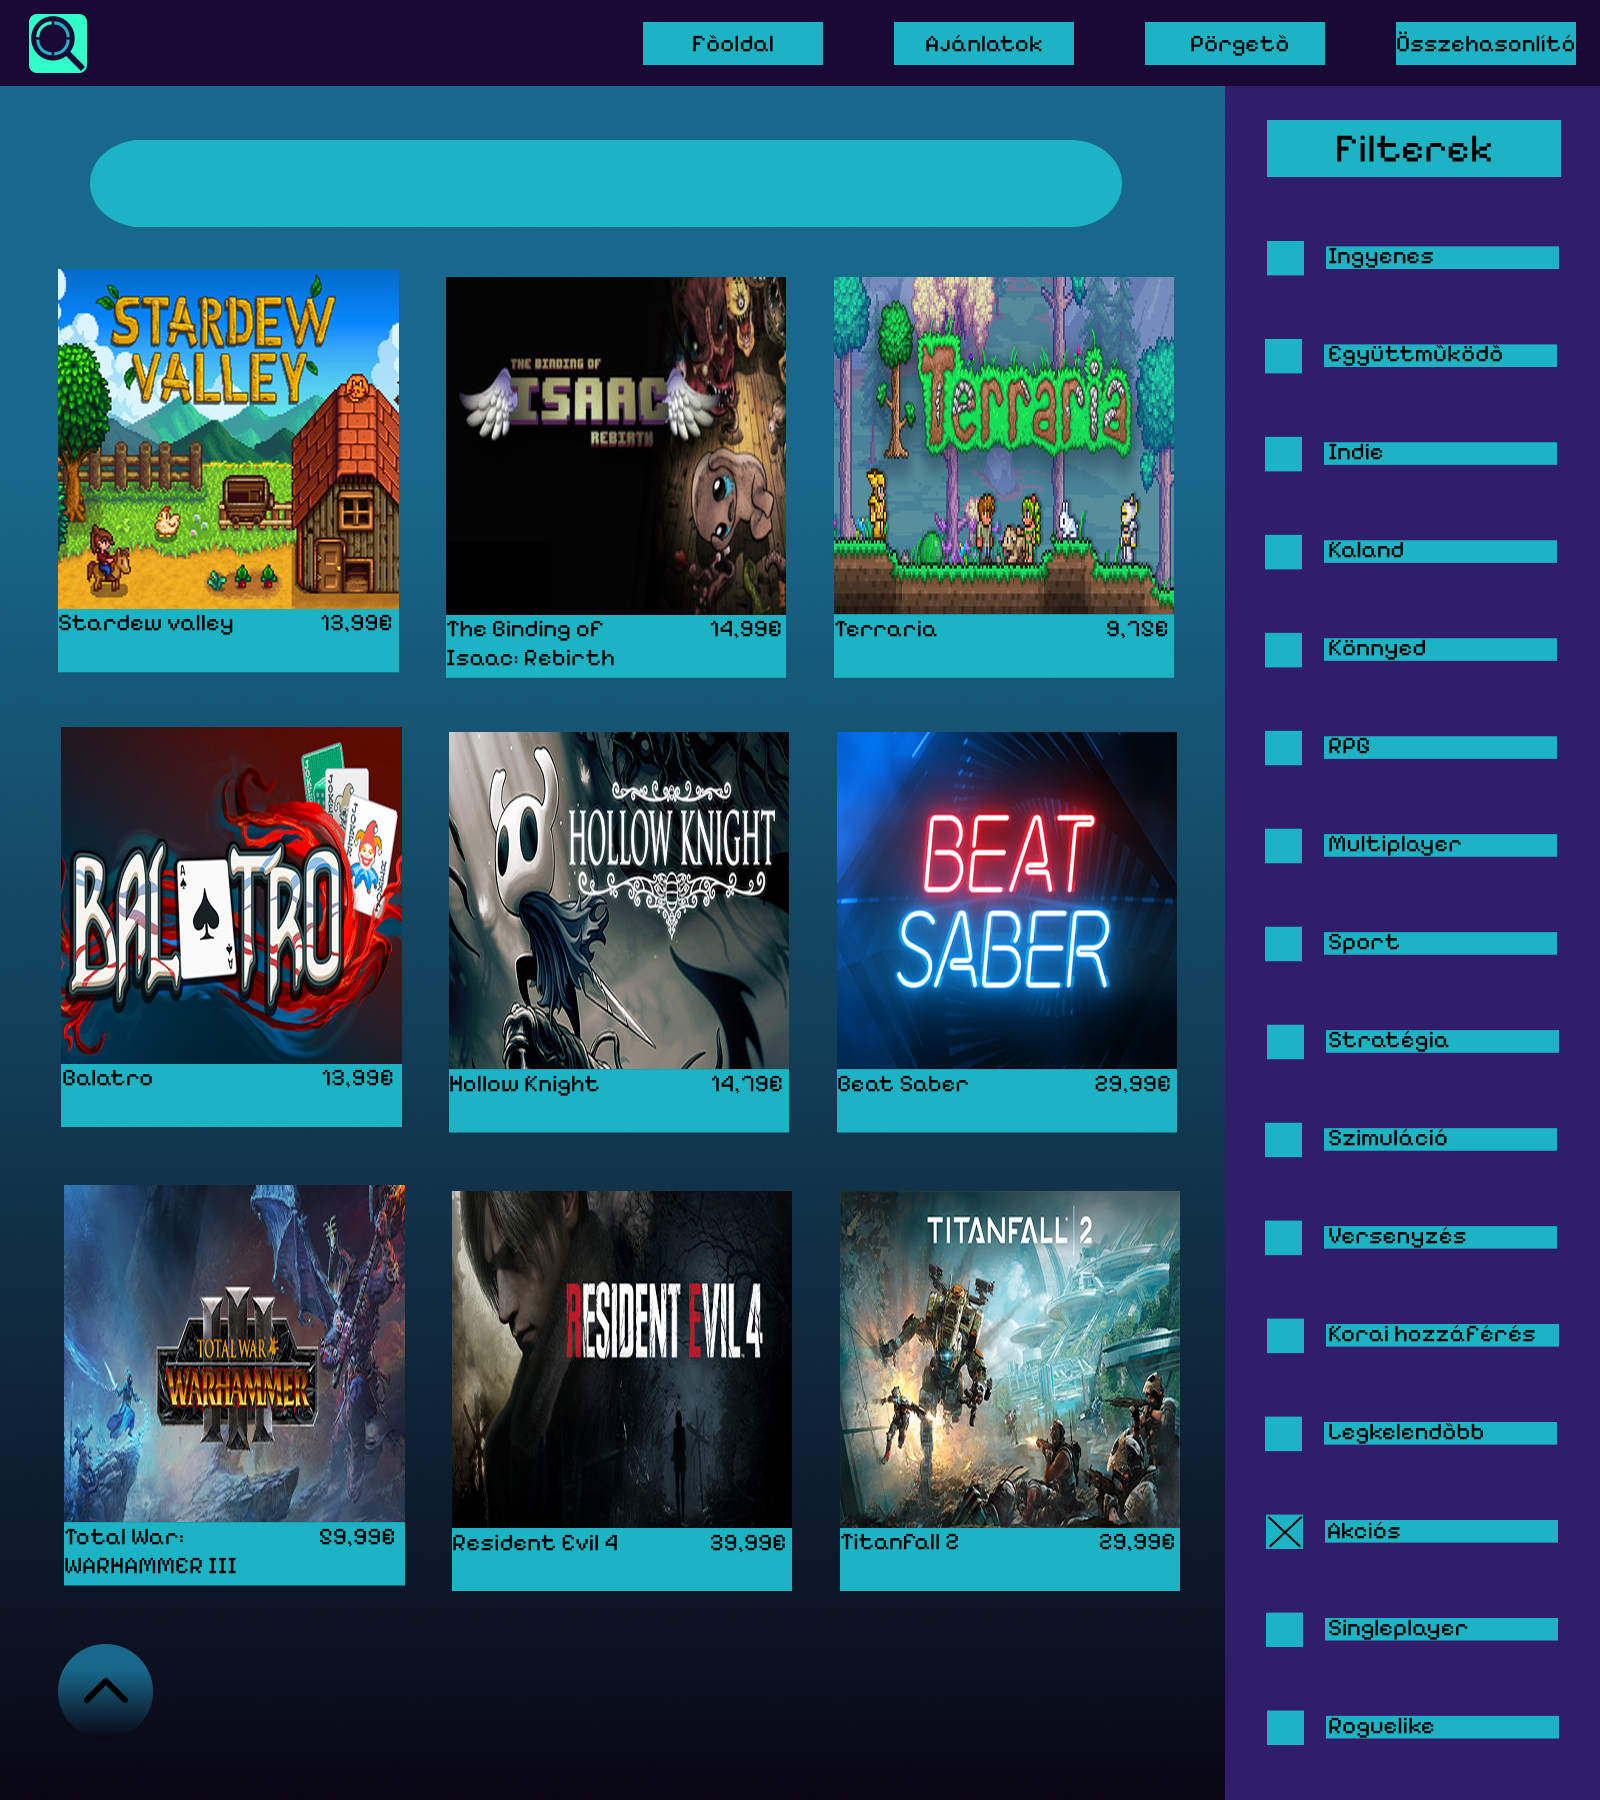 Főoldal
Ajánlatok
Pörgető
Összehasonlító
Filterek
Ingyenes
Együttműködő
Indie
Kaland
Könnyed
RPG
Multiplayer
Sport
Stratégia
Szimuláció
Versenyzés
Korai hozzáférés
Legkelendőbb
Akciós
Singleplayer
Roguelike
STARDEW
VALLEY
Stardew valley 13,99€
THE BINDING OF
ISAAC
REBIRTH
The Binding of 14,99€
Isaac: Rebirth
Terraria
Terraria 9,75€
BALATRO
Balatro 13,99€
HOLLOW KNIGHT
Hollow Knight 14,79€
BEAT
SABER
Beat Saber 29,99€
TOTAL WAR
WARHAMMER
III
Total War: 59,99€
WARHAMMER III
RESIDENT EVIL 4
Resident Evil 4 39,99€
TITANFALL 2
Titanfall 2 29,99€